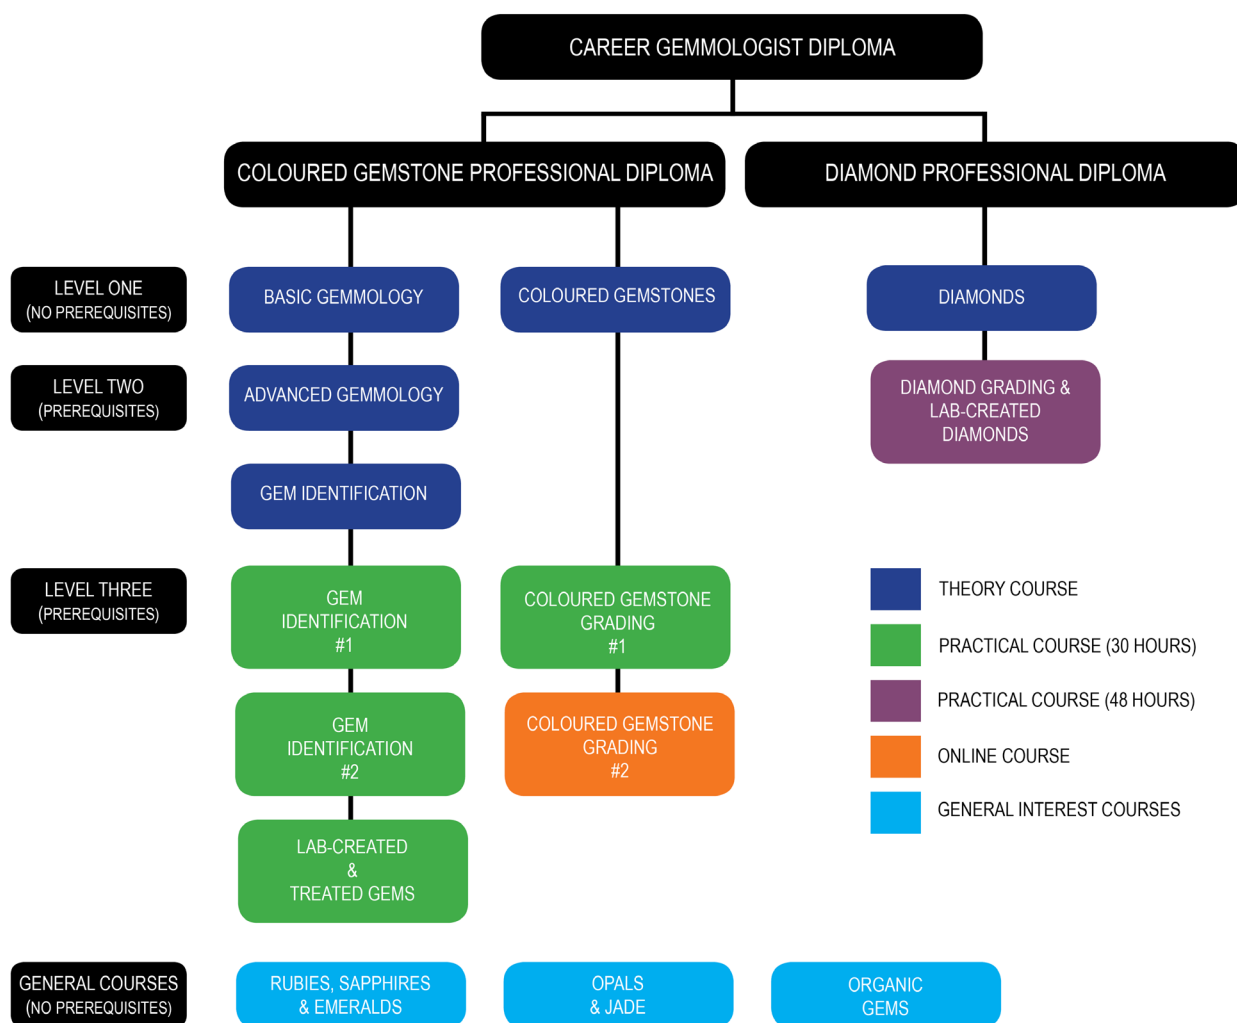 CAREER GEMMOLOGIST DIPLOMA
COLOURED GEMSTONE PROFESSIONAL DIPLOMA
DIAMOND PROFESSIONAL DIPLOMA
LEVEL ONE
(NO PREREQUISITES)
BASIC GEMMOLOGY
COLOURED GEMSTONES
DIAMONDS
LEVEL TWO
(PREREQUISITES)
ADVANCED GEMMOLOGY
DIAMOND GRADING &
LAB-CREATED
DIAMONDS
GEM IDENTIFICATION
LEVEL THREE
(PREREQUISITES)
GEM
IDENTIFICATION
#1
COLOURED GEMSTONE
GRADING
#1
GEM
IDENTIFICATION
#2
COLOURED GEMSTONE
GRADING
#2
LAB-CREATED
&
TREATED GEMS
THEORY COURSE
PRACTICAL COURSE (30 HOURS)
PRACTICAL COURSE (48 HOURS)
ONLINE COURSE
GENERAL INTEREST COURSES
GENERAL COURSES
(NO PREREQUISITES)
RUBIES, SAPPHIRES
& EMERALDS
OPALS
& JADE
ORGANIC
GEMS